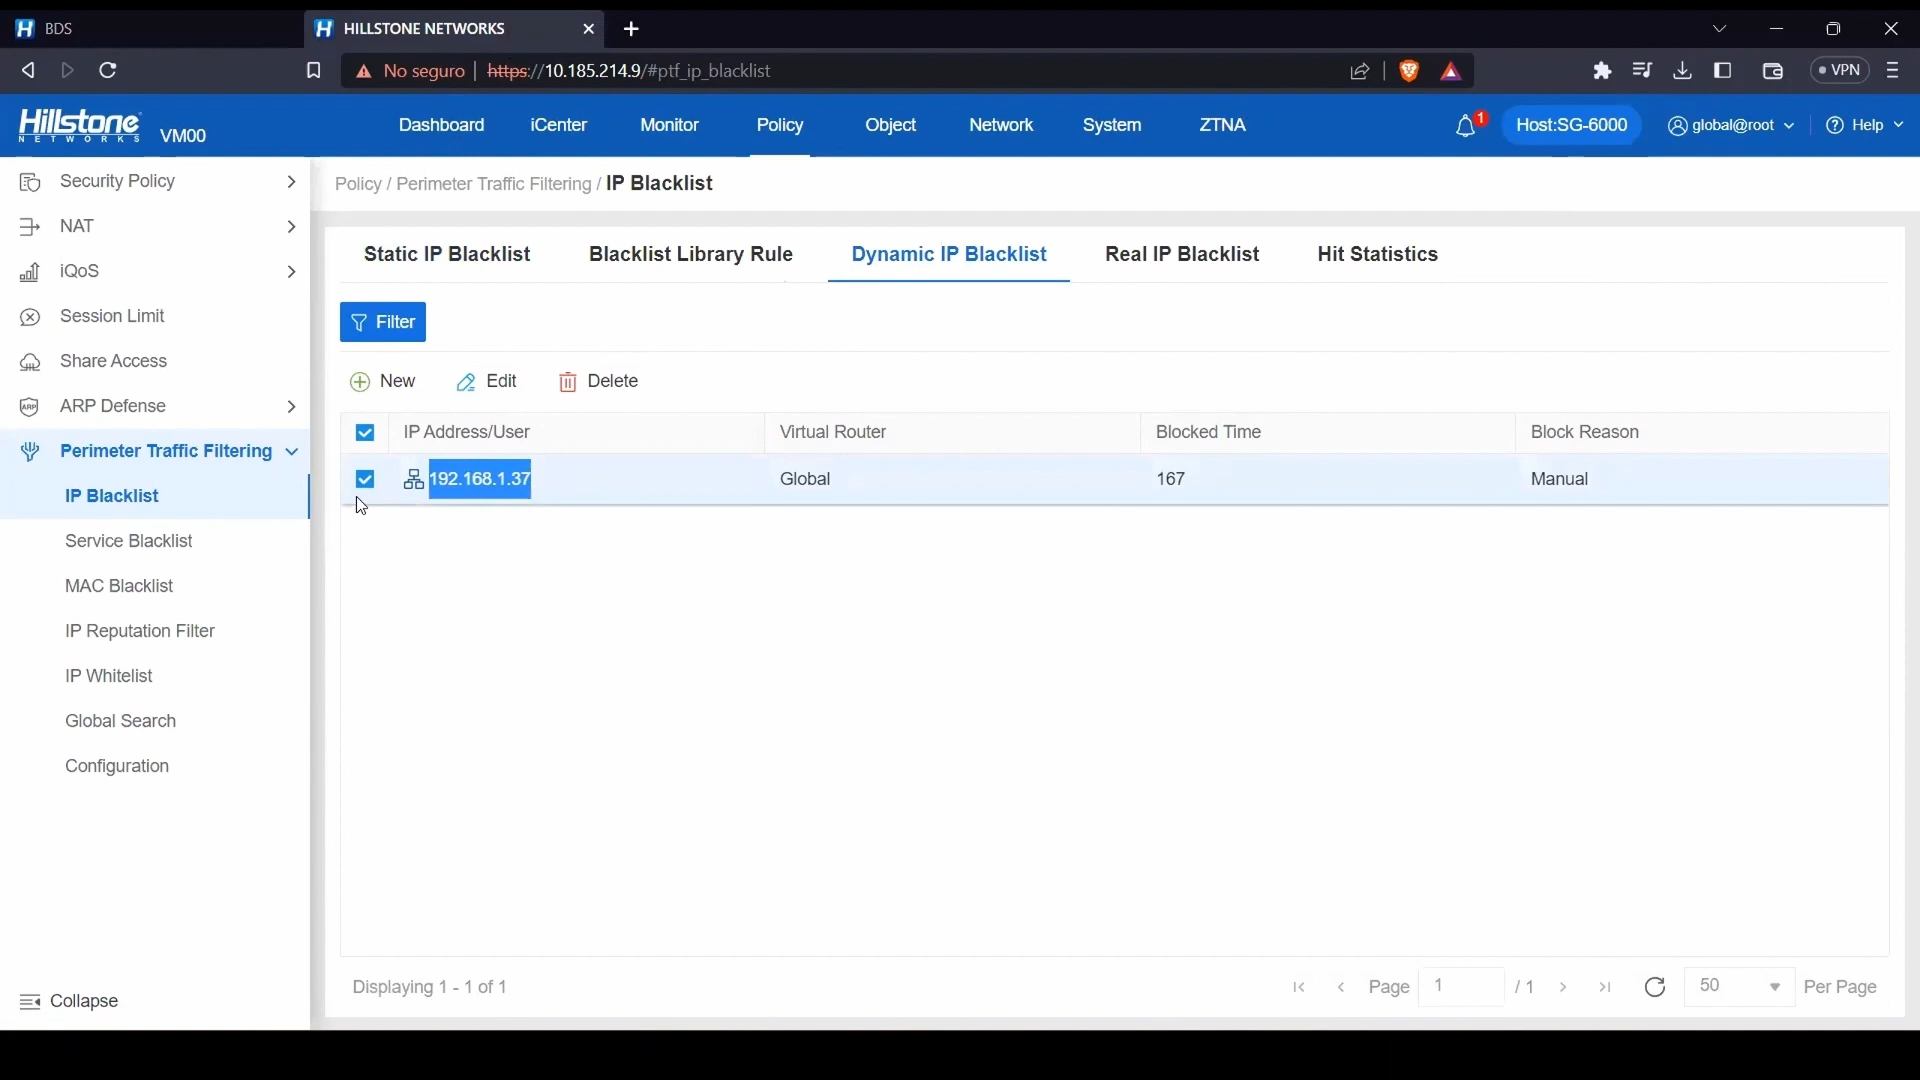 BDS
HILLSTONE NETWORKS
No seguro https://10.185.214.9/#ptf_ip_blacklist
VPN
Hillstone
NETWORKS
VM00
Dashboard iCenter Monitor Policy Object Network System ZTNA
1
Host:SG-6000
global@root
Help
Security Policy
NAT
iQoS
Session Limit
Share Access
ARP
ARP Defense
Perimeter Traffic Filtering
IP Blacklist
Service Blacklist
MAC Blacklist
IP Reputation Filter
IP Whitelist
Global Search
Configuration
Collapse
Policy / Perimeter Traffic Filtering / IP Blacklist
Static IP Blacklist Blacklist Library Rule Dynamic IP Blacklist Real IP Blacklist Hit Statistics
Filter
New Edit Delete
IP Address/User Virtual Router Blocked Time Block Reason
192.168.1.37 Global 167 Manual
Displaying 1 - 1 of 1
Page 1 / 1
50 Per Page